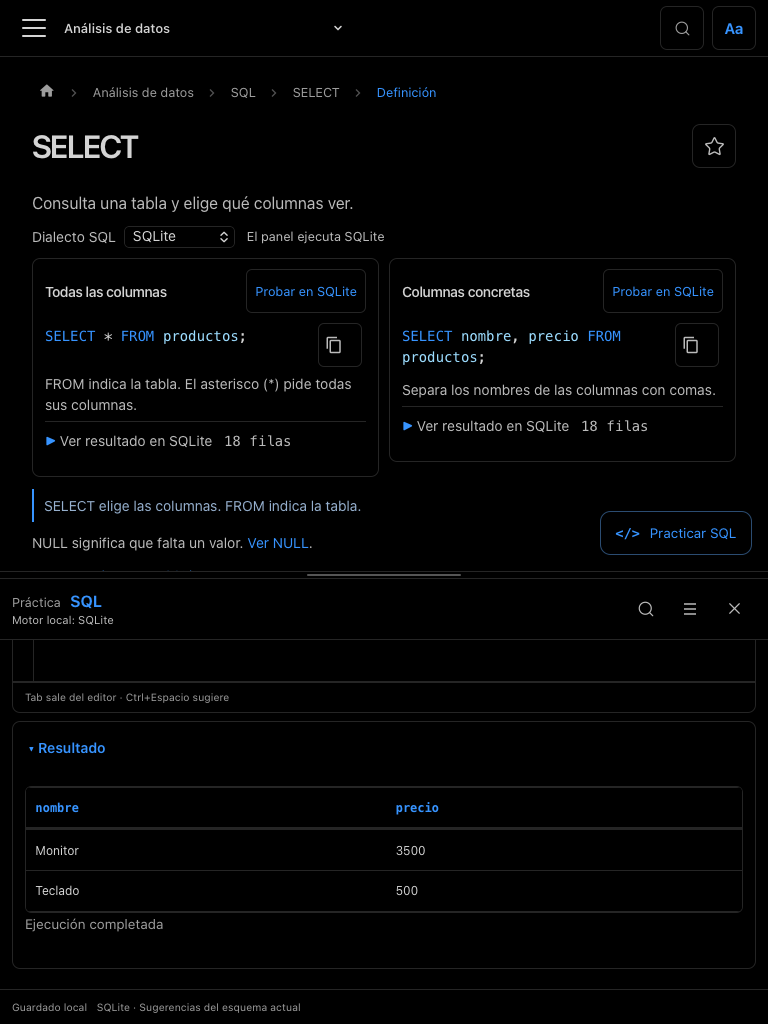 Análisis de datos
Aa
Análisis de datos
SQL
SELECT
Definición
SELECT
Consulta una tabla y elige qué columnas ver.
Dialecto SQL
SQLite
El panel ejecuta SQLite
Todas las columnas
Probar en SQLite
SELECT * FROM productos;
FROM indica la tabla. El asterisco (*) pide todas
sus columnas.
Ver resultado en SQLite 18 filas
Columnas concretas
Probar en SQLite
SELECT nombre, precio FROM
productos;
Separa los nombres de las columnas con comas.
Ver resultado en SQLite 18 filas
SELECT elige las columnas. FROM indica la tabla.
NULL significa que falta un valor. Ver NULL.
</> Practicar SQL
Práctica SQL
Motor local: SQLite
Tab sale del editor · Ctrl+Espacio sugiere
Resultado
nombre precio
Monitor 3500
Teclado 500
Ejecución completada
Guardado local SQLite · Sugerencias del esquema actual